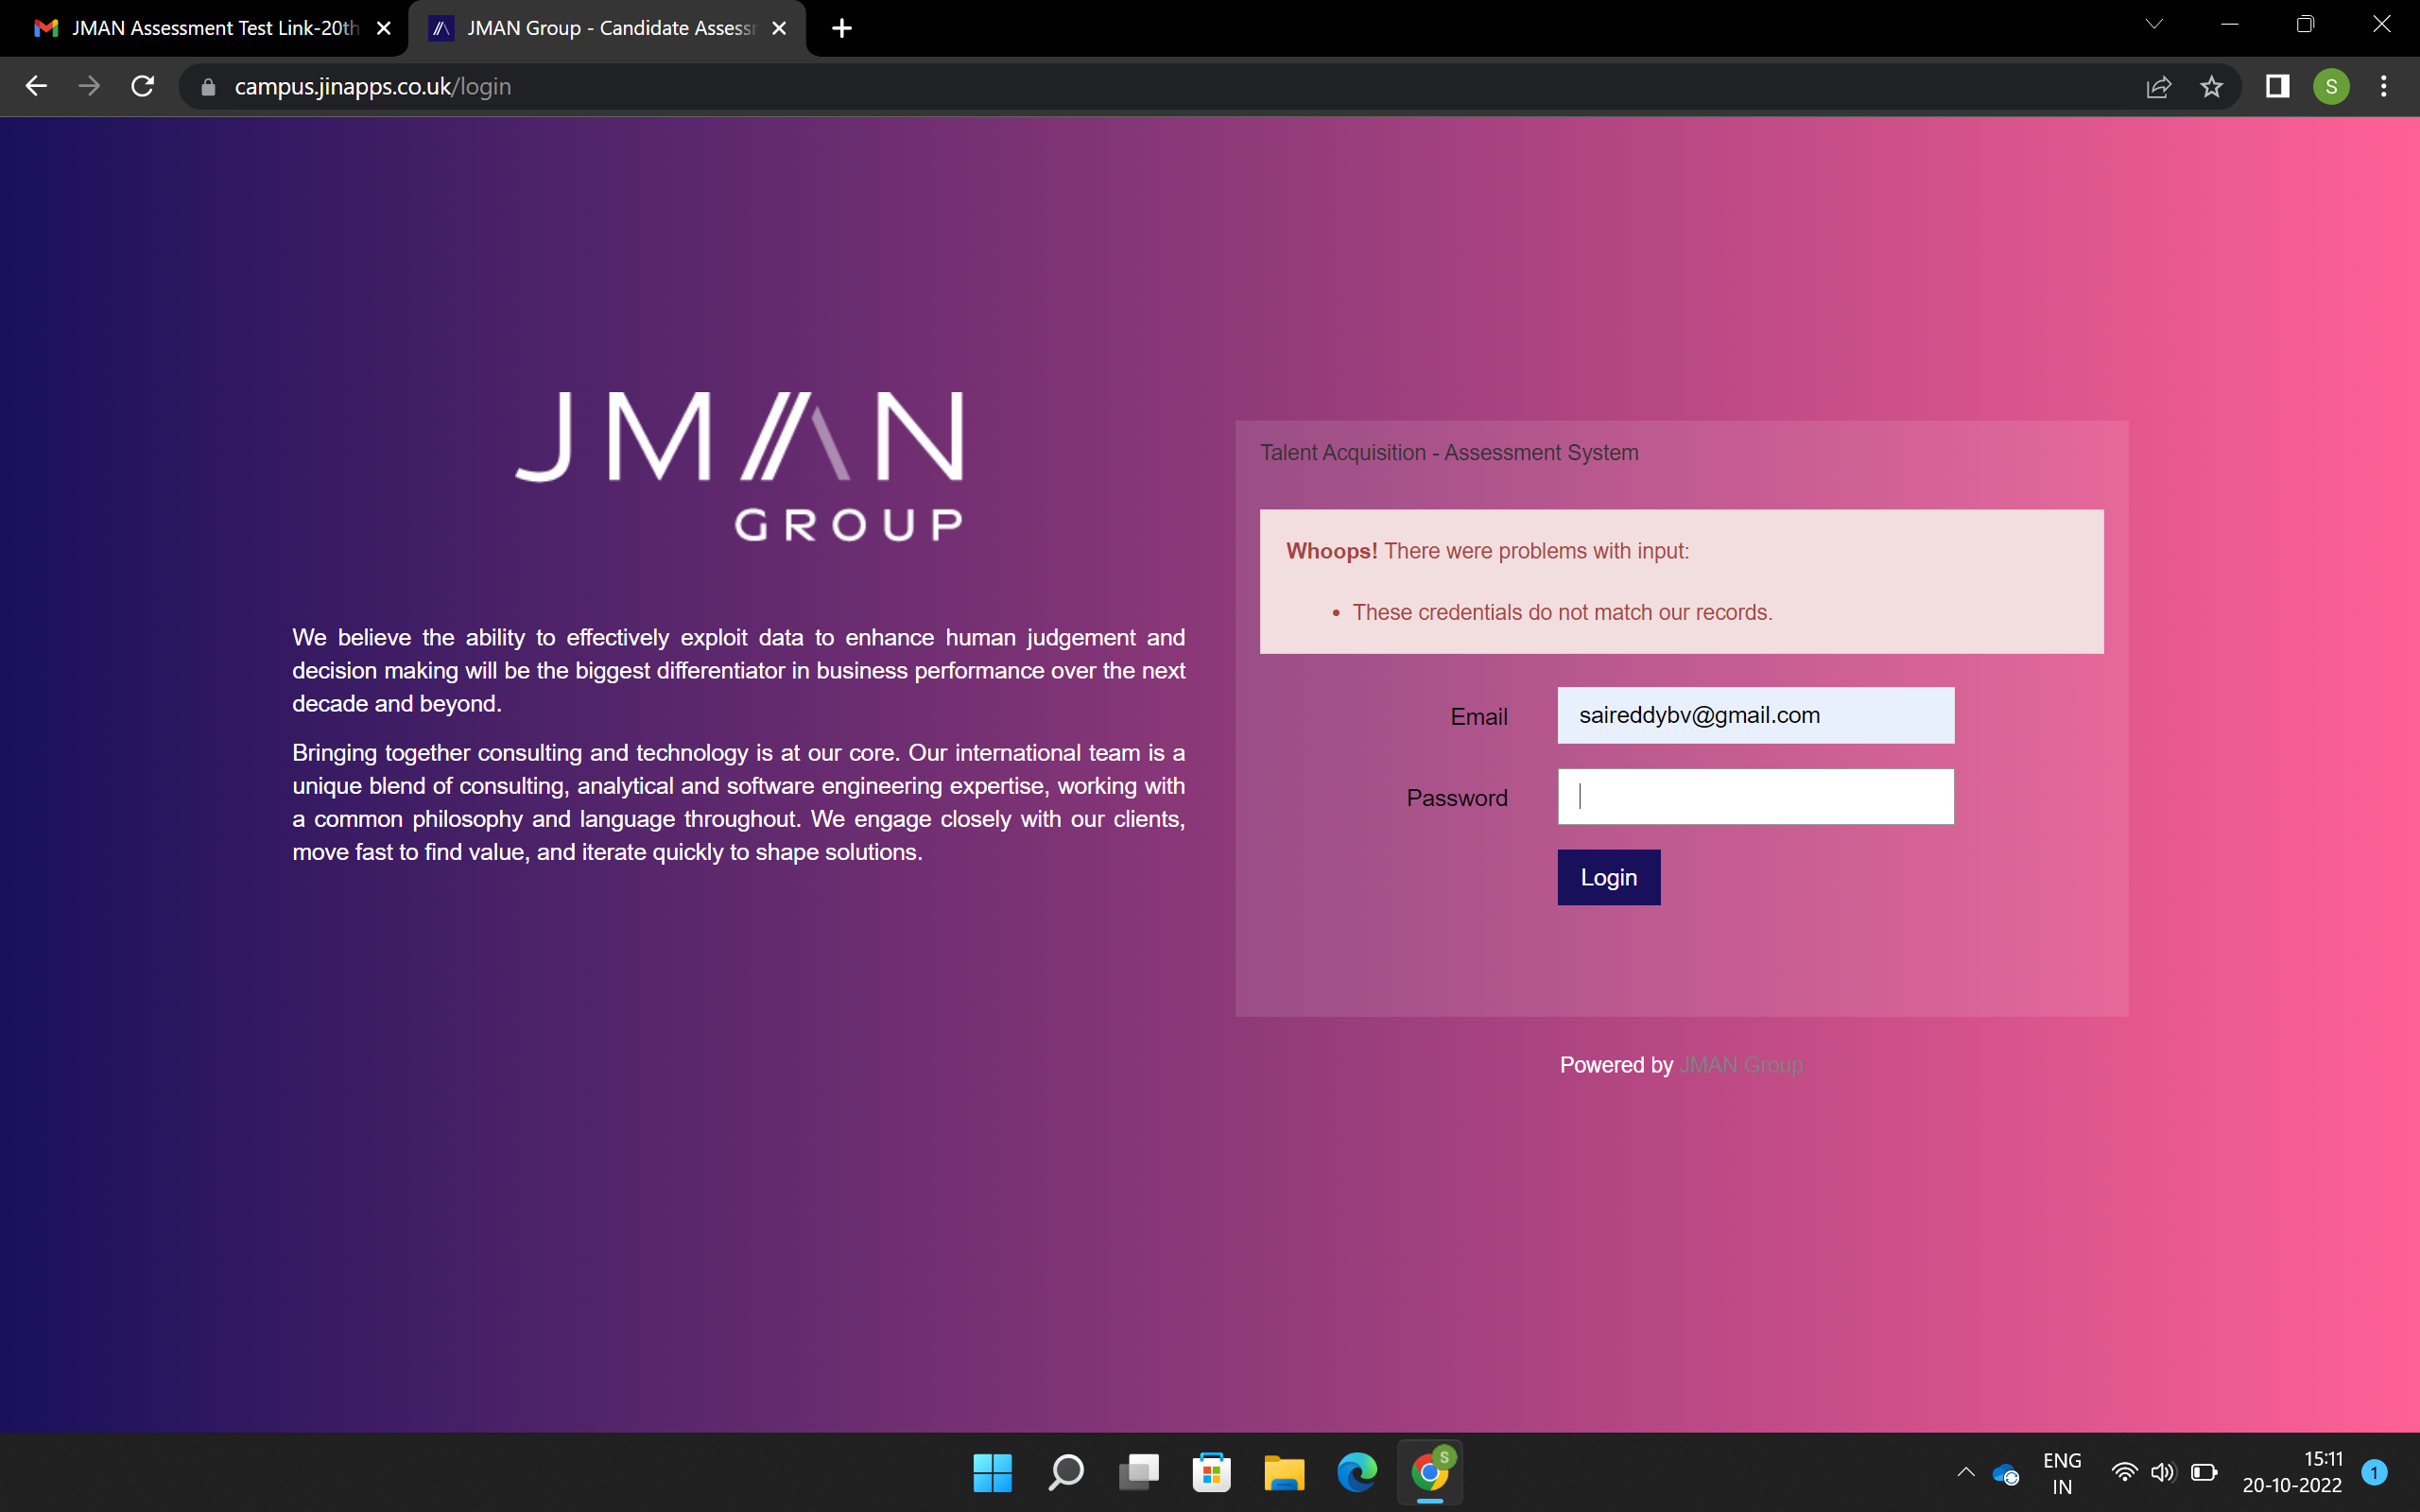 JMAN Assessment Test Link-20th
JMAN Group - Candidate Assess
campus.jinapps.co.uk/login
S
JMAN
GROUP
We believe the ability to effectively exploit data to enhance human judgement and
decision making will be the biggest differentiator in business performance over the next
decade and beyond.
Bringing together consulting and technology is at our core. Our international team is a
unique blend of consulting, analytical and software engineering expertise, working with
a common philosophy and language throughout. We engage closely with our clients,
move fast to find value, and iterate quickly to shape solutions.
Talent Acquisition - Assessment System
Whoops! There were problems with input:
• These credentials do not match our records.
Email
saireddybv@gmail.com
Password
Login
Powered by JMAN Group
S
ENG
IN
15:11
20-10-2022
1